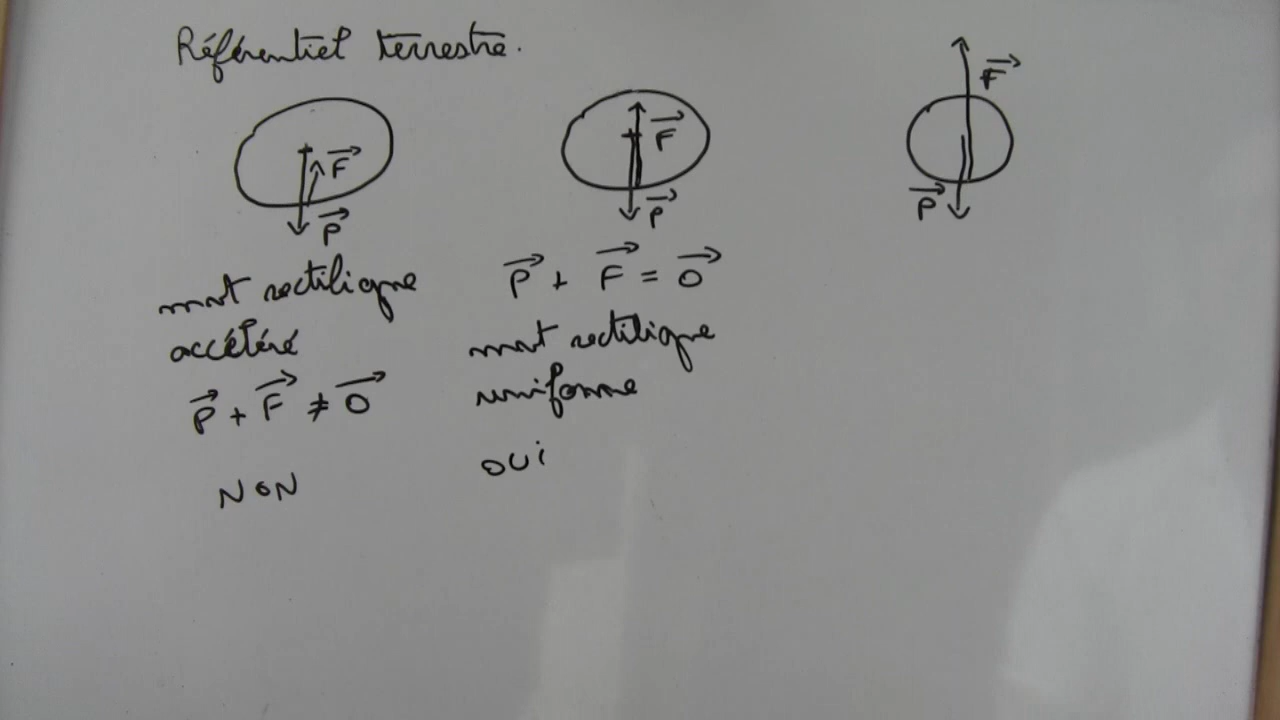 Référentiel terrestre.
F
P
F
P
F
P
mvt rectiligne
accéléré
P + F ≠ 0
NON
P + F = 0
mvt rectiligne
uniforme
OUI